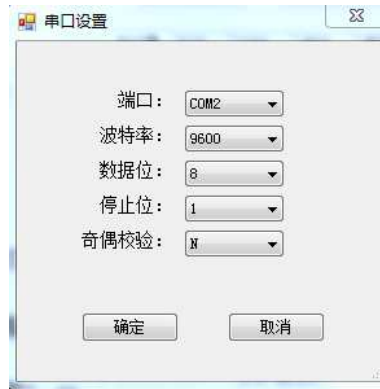 串口设置
端口： COM2
波特率： 9600
数据位： 8
停止位： 1
奇偶校验： N
确定 取消